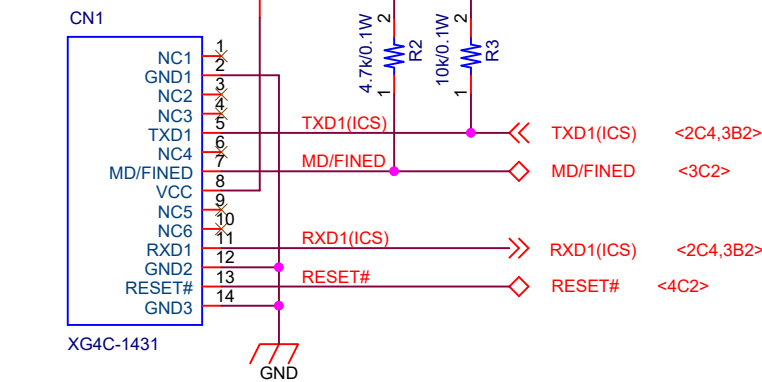 CN1
4.7k/0.1W
2
R2
1
10k/0.1W
2
R3
1
NC1 1
GND1 2
NC2 3
NC3 4
TXD1 5 TXD1(ICS) TXD1(ICS) <2C4,3B2>
NC4 6
MD/FINED 7 MD/FINED MD/FINED <3C2>
VCC 8
NC5 9
NC6 10
RXD1 11 RXD1(ICS) RXD1(ICS) <2C4,3B2>
GND2 12
RESET# 13 RESET# RESET# <4C2>
GND3 14
XG4C-1431
GND